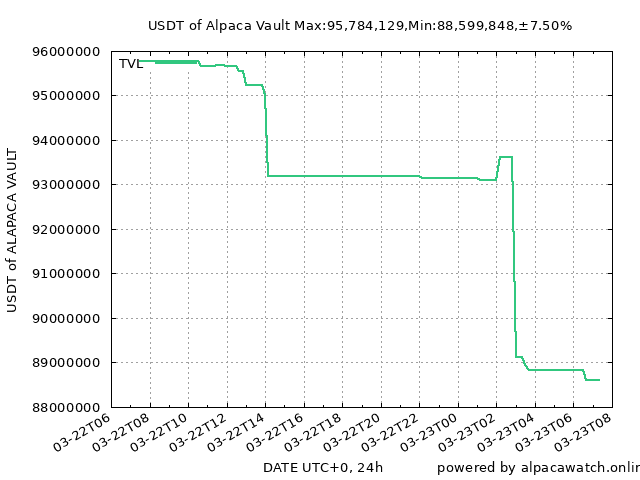 USDT of Alpaca Vault Max:95,784,129,Min:88,599,848,±7.50%
96000000
TVL
95000000
94000000
93000000
92000000
91000000
90000000
89000000
88000000
USDT of ALAPACA VAULT
03-22T06
03-22T08
03-22T10
03-22T12
03-22T14
03-22T16
03-22T18
03-22T20
03-22T22
03-23T00
03-23T02
03-23T04
03-23T06
03-23T08
DATE UTC+0, 24h
powered by alpacawatch.onlin